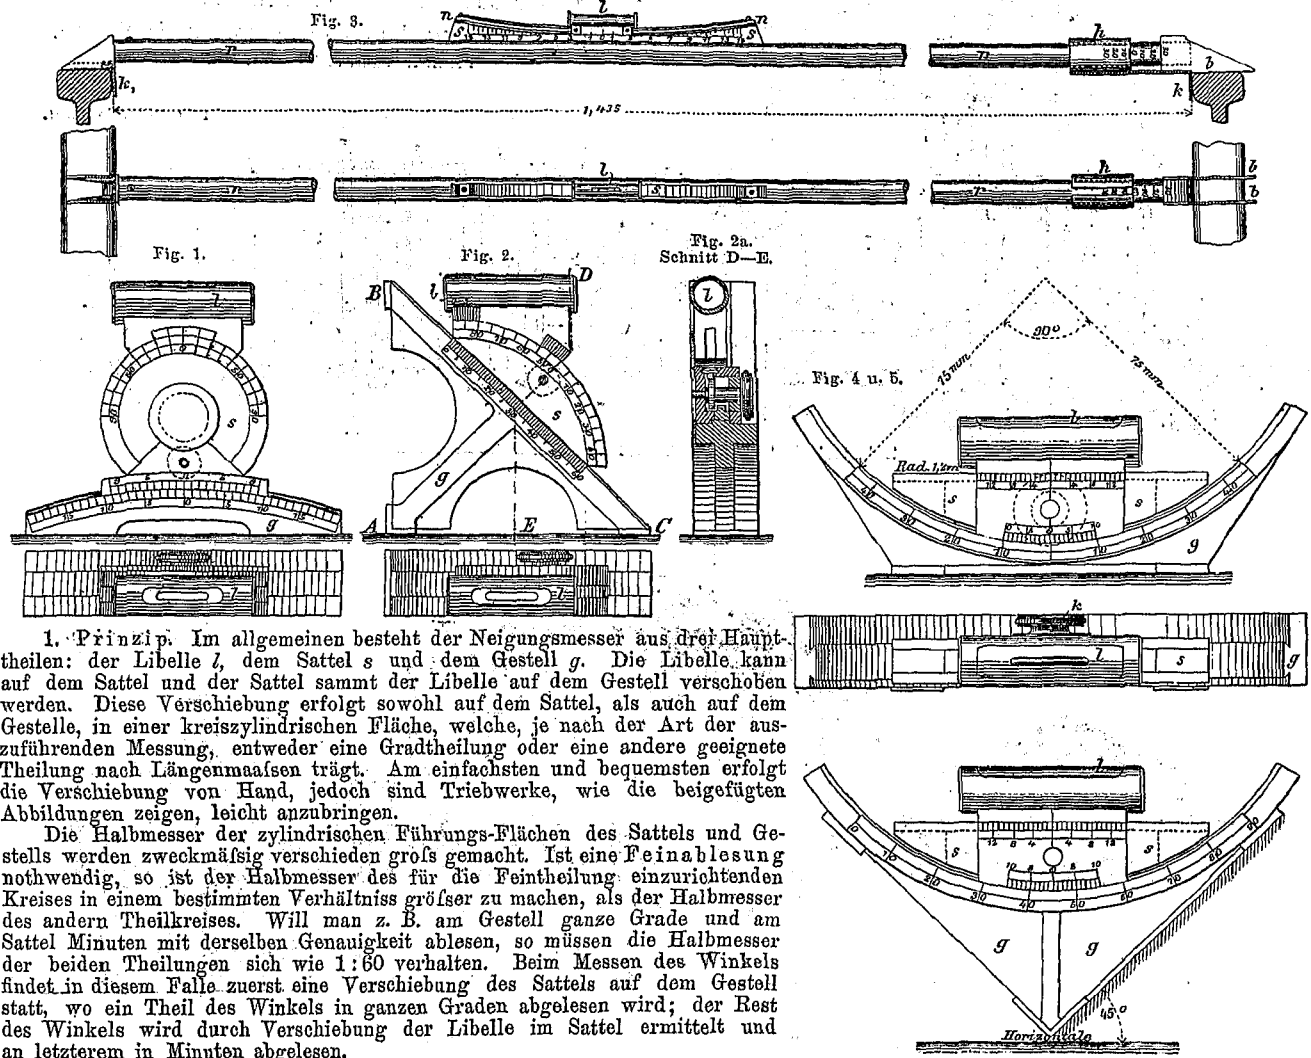 Fig. 3.
1,435
Fig. 1.
Fig. 2.
Fig. 2a.
Schnitt D—E.
B
D
A
E
C
Fig. 4 u. 5.
90°
75mm
75mm
Rad. 1,2m
45°
Horizontale
1. Prinzip. Im allgemeinen besteht der Neigungsmesser aus drei Haupt-
theilen: der Libelle l, dem Sattel s und dem Gestell g. Die Libelle kann
auf dem Sattel und der Sattel sammt der Libelle auf dem Gestell verschoben
werden. Diese Verschiebung erfolgt sowohl auf dem Sattel, als auch auf dem
Gestelle, in einer kreiszylindrischen Fläche, welche, je nach der Art der aus-
zuführenden Messung, entweder eine Gradtheilung oder eine andere geeignete
Theilung nach Längenmaaſsen trägt. Am einfachsten und bequemsten erfolgt
die Verschiebung von Hand, jedoch sind Triebwerke, wie die beigefügten
Abbildungen zeigen, leicht anzubringen.
Die Halbmesser der zylindrischen Führungs-Flächen des Sattels und Ge-
stells werden zweckmäſsig verschieden groſs gemacht. Ist eine Feinablesung
nothwendig, so ist der Halbmesser des für die Feintheilung einzurichtenden
Kreises in einem bestimmten Verhältniss gröſser zu machen, als der Halbmesser
des andern Theilkreises. Will man z. B. am Gestell ganze Grade und am
Sattel Minuten mit derselben Genauigkeit ablesen, so müssen die Halbmesser
der beiden Theilungen sich wie 1:60 verhalten. Beim Messen des Winkels
findet in diesem Falle zuerst eine Verschiebung des Sattels auf dem Gestell
statt, wo ein Theil des Winkels in ganzen Graden abgelesen wird; der Rest
des Winkels wird durch Verschiebung der Libelle im Sattel ermittelt und
an letzterem in Minuten abgelesen.